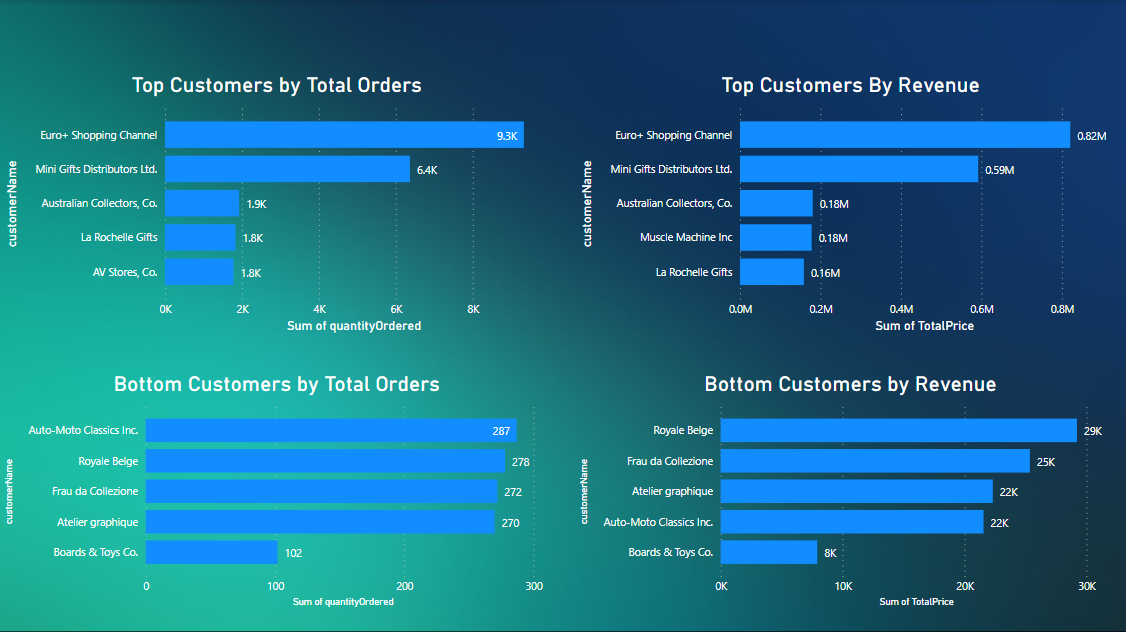 Top Customers by Total Orders
customerName
Euro+ Shopping Channel 9.3K
Mini Gifts Distributors Ltd. 6.4K
Australian Collectors, Co. 1.9K
La Rochelle Gifts 1.8K
AV Stores, Co. 1.8K
0K 2K 4K 6K 8K
Sum of quantityOrdered
Top Customers By Revenue
customerName
Euro+ Shopping Channel 0.82M
Mini Gifts Distributors Ltd. 0.59M
Australian Collectors, Co. 0.18M
Muscle Machine Inc 0.18M
La Rochelle Gifts 0.16M
0.0M 0.2M 0.4M 0.6M 0.8M
Sum of TotalPrice
Bottom Customers by Total Orders
customerName
Auto-Moto Classics Inc. 287
Royale Belge 278
Frau da Collezione 272
Atelier graphique 270
Boards & Toys Co. 102
0 100 200 300
Sum of quantityOrdered
Bottom Customers by Revenue
customerName
Royale Belge 29K
Frau da Collezione 25K
Atelier graphique 22K
Auto-Moto Classics Inc. 22K
Boards & Toys Co. 8K
0K 10K 20K 30K
Sum of TotalPrice